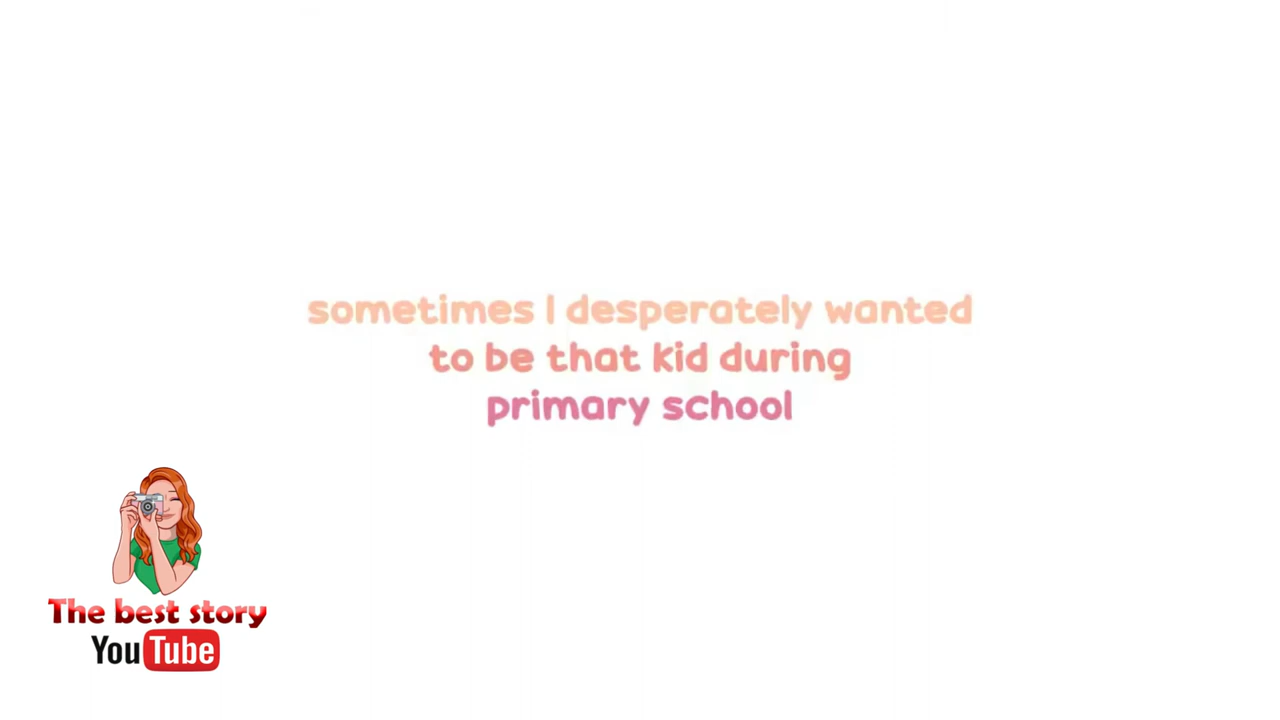 sometimes I desperately wanted
to be that kid during
primary school
The best story
YouTube